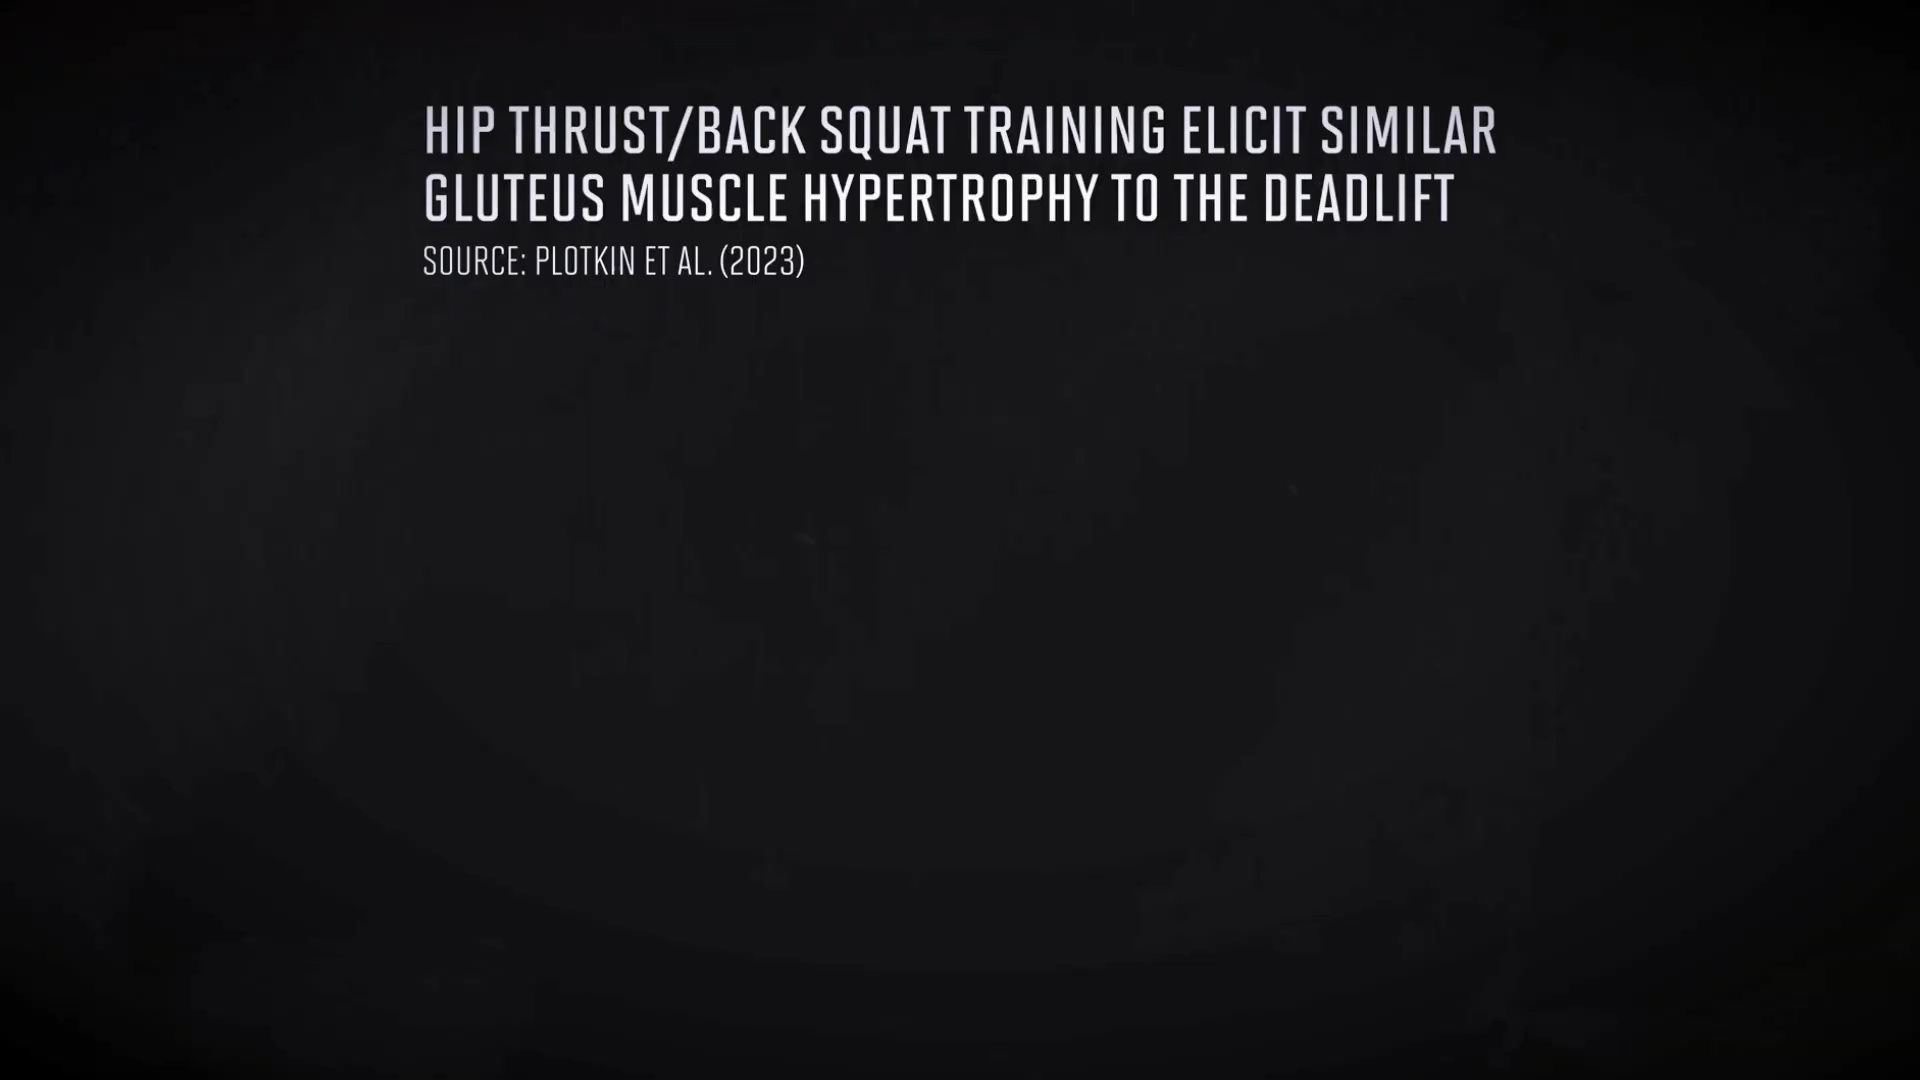 HIP THRUST/BACK SQUAT TRAINING ELICIT SIMILAR
GLUTEUS MUSCLE HYPERTROPHY TO THE DEADLIFT
SOURCE: PLOTKIN ET AL. (2023)